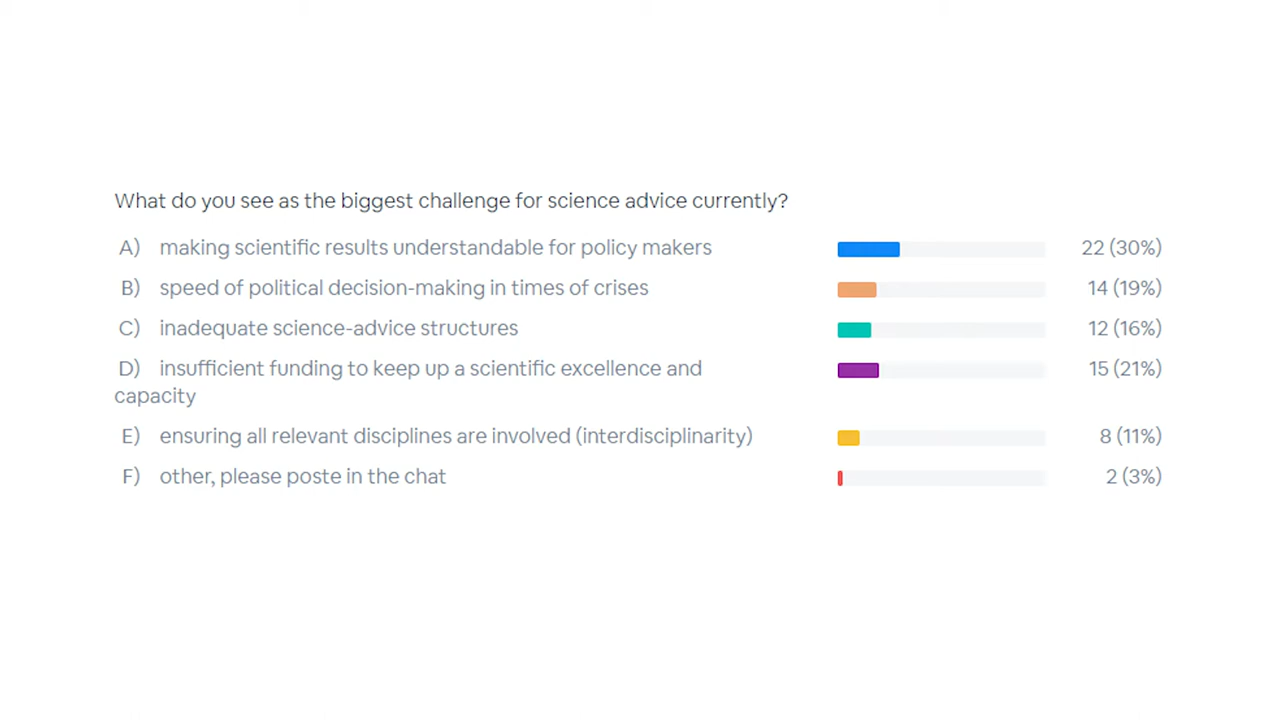 What do you see as the biggest challenge for science advice currently?
A) making scientific results understandable for policy makers 22 (30%)
B) speed of political decision-making in times of crises 14 (19%)
C) inadequate science-advice structures 12 (16%)
D) insufficient funding to keep up a scientific excellence and 15 (21%)
capacity
E) ensuring all relevant disciplines are involved (interdisciplinarity) 8 (11%)
F) other, please poste in the chat 2 (3%)